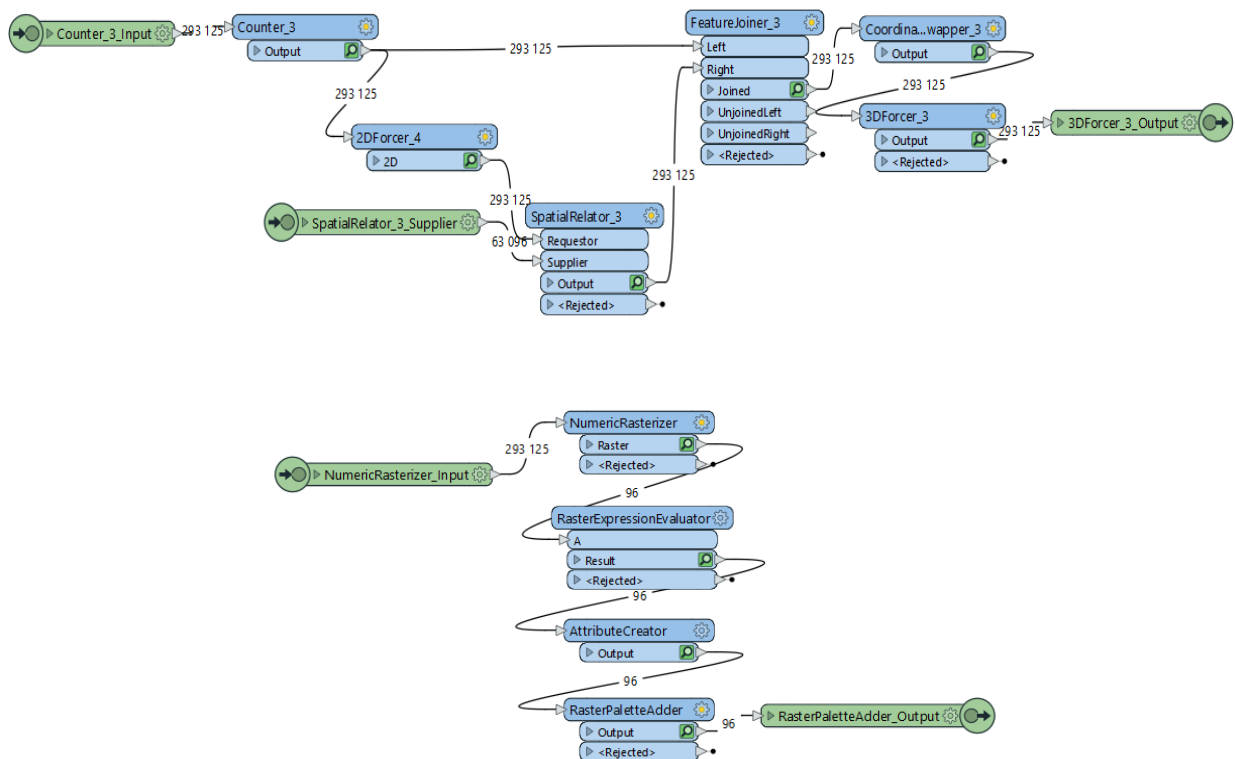 Counter_3_Input
293 125
Counter_3
Output
293 125
293 125
2DForcer_4
2D
293 125
SpatialRelator_3_Supplier
63 096
SpatialRelator_3
Requestor
Supplier
Output
<Rejected>
293 125
FeatureJoiner_3
Left
Right
Joined
UnjoinedLeft
UnjoinedRight
<Rejected>
293 125
Coordina...wapper_3
Output
293 125
3DForcer_3
Output
<Rejected>
293 125
3DForcer_3_Output
NumericRasterizer_Input
293 125
NumericRasterizer
Raster
<Rejected>
96
RasterExpressionEvaluator
A
Result
<Rejected>
96
AttributeCreator
Output
96
RasterPaletteAdder
Output
<Rejected>
96
RasterPaletteAdder_Output